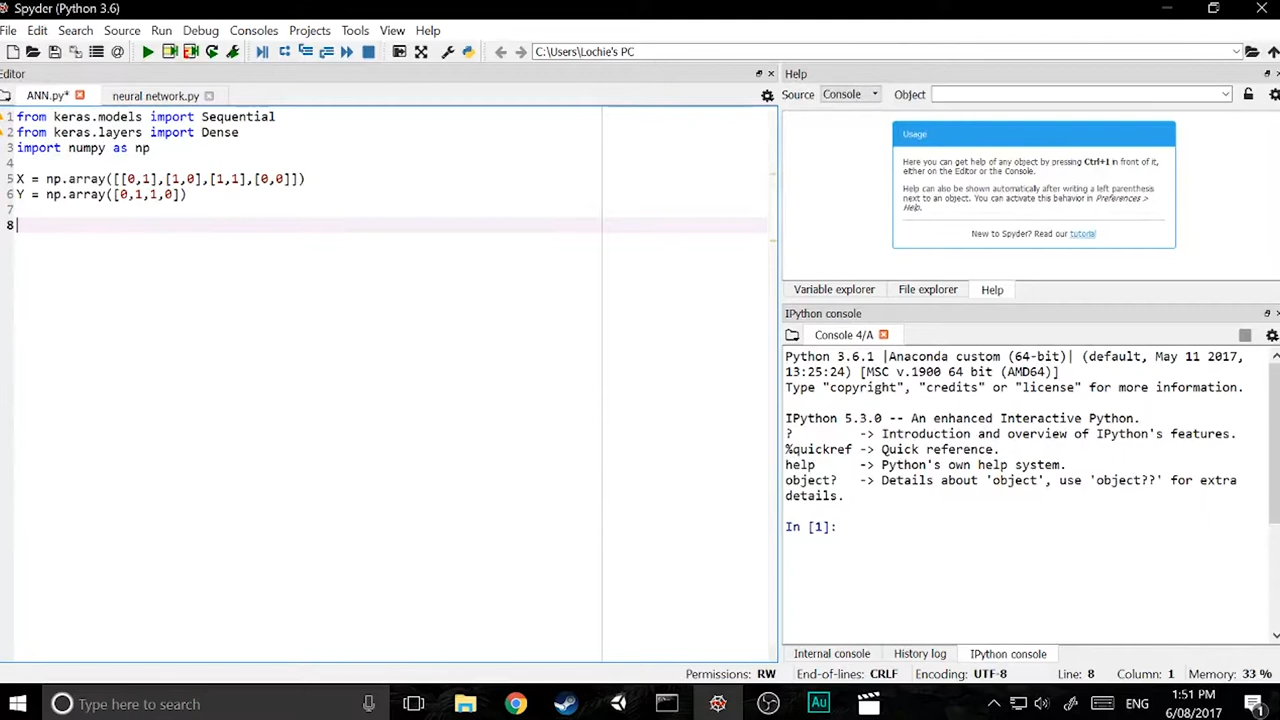 Spyder (Python 3.6)
File Edit Search Source Run Debug Consoles Projects Tools View Help
C:\Users\Lochie's PC
Editor
ANN.py* neural network.py
1 from keras.models import Sequential
2 from keras.layers import Dense
3 import numpy as np
4
5 X = np.array([[0,1],[1,0],[1,1],[0,0]])
6 Y = np.array([0,1,1,0])
7
8
Help
Source Console Object
Usage
Here you can get help of any object by pressing Ctrl+I in front of it,
either on the Editor or the Console.
Help can also be shown automatically after writing a left parenthesis
next to an object. You can activate this behavior in Preferences >
Help.
New to Spyder? Read our tutorial
Variable explorer File explorer Help
IPython console
Console 4/A
Python 3.6.1 |Anaconda custom (64-bit)| (default, May 11 2017,
13:25:24) [MSC v.1900 64 bit (AMD64)]
Type "copyright", "credits" or "license" for more information.
IPython 5.3.0 -- An enhanced Interactive Python.
? -> Introduction and overview of IPython's features.
%quickref -> Quick reference.
help -> Python's own help system.
object? -> Details about 'object', use 'object??' for extra
details.
In [1]:
Internal console History log IPython console
Permissions: RW End-of-lines: CRLF Encoding: UTF-8 Line: 8 Column: 1 Memory: 33 %
Type here to search
Au
ENG
1:51 PM
6/08/2017
1